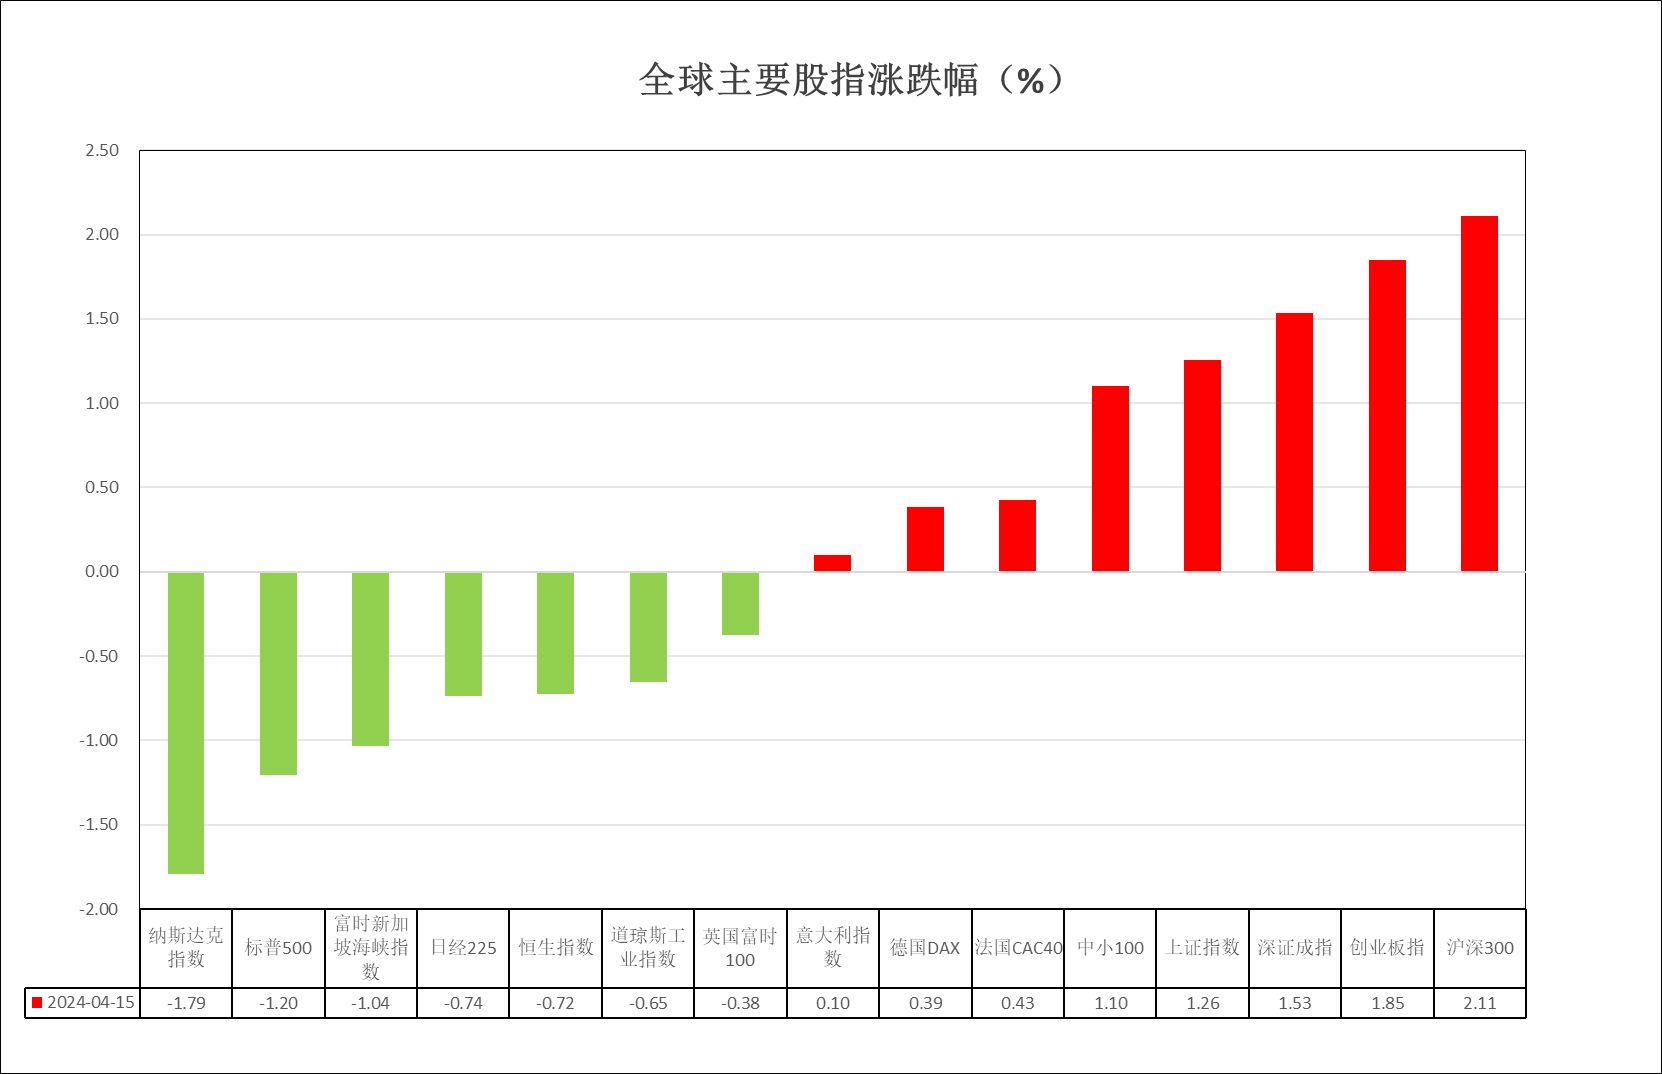 全球主要股指涨跌幅（%）
2.50
2.00
1.50
1.00
0.50
0.00
-0.50
-1.00
-1.50
-2.00
纳斯达克
指数
标普500
富时新加
坡海峡指
数
日经225
恒生指数
道琼斯工
业指数
英国富时
100
意大利指
数
德国DAX
法国CAC40
中小100
上证指数
深证成指
创业板指
沪深300
2024-04-15 -1.79 -1.20 -1.04 -0.74 -0.72 -0.65 -0.38 0.10 0.39 0.43 1.10 1.26 1.53 1.85 2.11